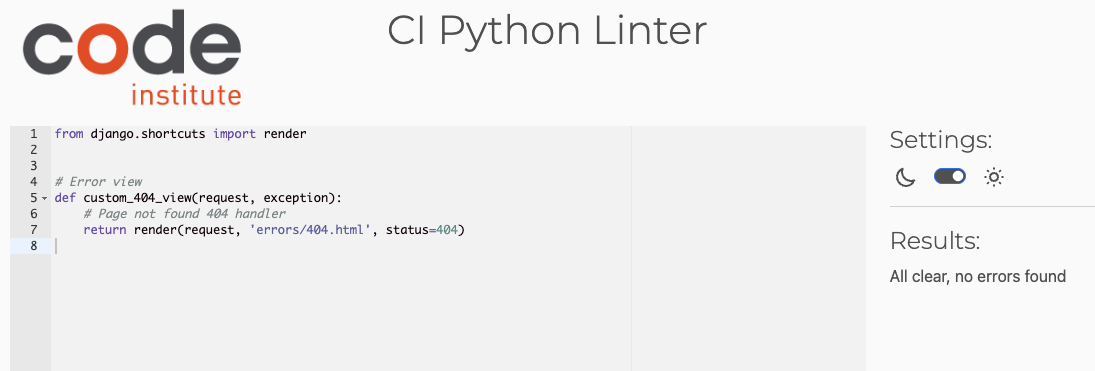 code
institute
CI Python Linter
1 from django.shortcuts import render
2
3
4 # Error view
5 def custom_404_view(request, exception):
6     # Page not found 404 handler
7     return render(request, 'errors/404.html', status=404)
8
Settings:
Results:
All clear, no errors found